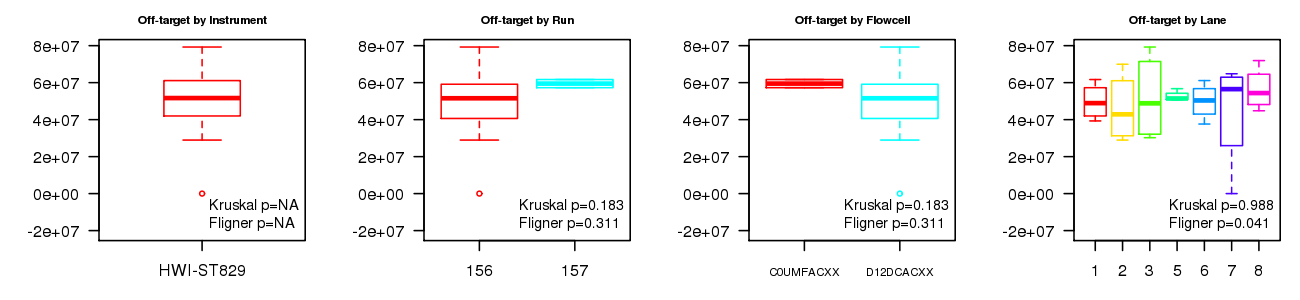 Off-target by Instrument
8e+07
6e+07
4e+07
2e+07
0e+00
-2e+07
Kruskal p=NA
Fligner p=NA
HWI-ST829
Off-target by Run
8e+07
6e+07
4e+07
2e+07
0e+00
-2e+07
Kruskal p=0.183
Fligner p=0.311
156 157
Off-target by Flowcell
8e+07
6e+07
4e+07
2e+07
0e+00
-2e+07
Kruskal p=0.183
Fligner p=0.311
C0UMFACXX D12DCACXX
Off-target by Lane
8e+07
6e+07
4e+07
2e+07
0e+00
-2e+07
Kruskal p=0.988
Fligner p=0.041
1 2 3 5 6 7 8